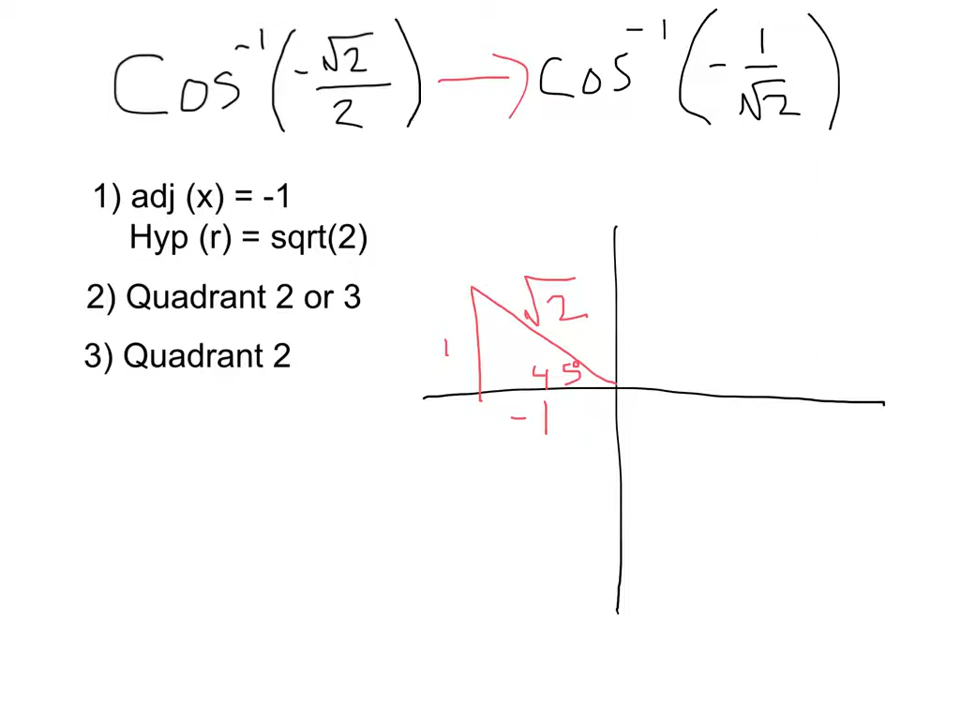 Cos⁻¹(-√2/2) → Cos⁻¹(-1/√2)
1) adj (x) = -1
Hyp (r) = sqrt(2)
2) Quadrant 2 or 3
3) Quadrant 2
√2
1
45°
-1